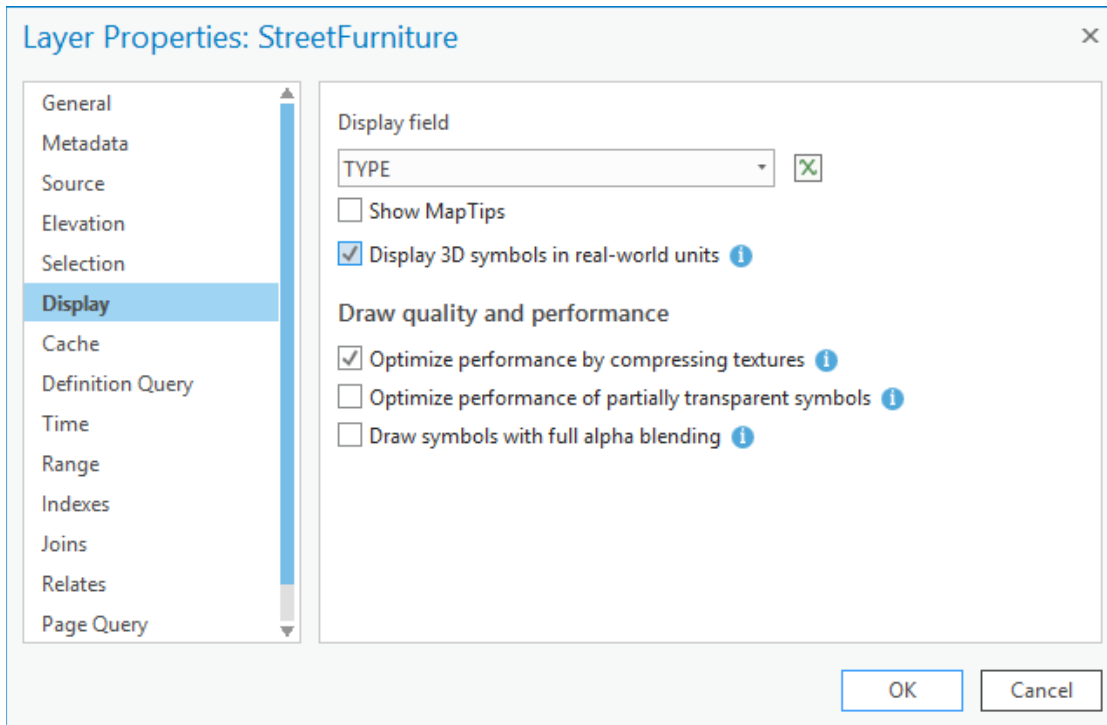 Layer Properties: StreetFurniture
General
Metadata
Source
Elevation
Selection
Display
Cache
Definition Query
Time
Range
Indexes
Joins
Relates
Page Query
Display field
TYPE
Show MapTips
Display 3D symbols in real-world units
Draw quality and performance
Optimize performance by compressing textures
Optimize performance of partially transparent symbols
Draw symbols with full alpha blending
OK
Cancel